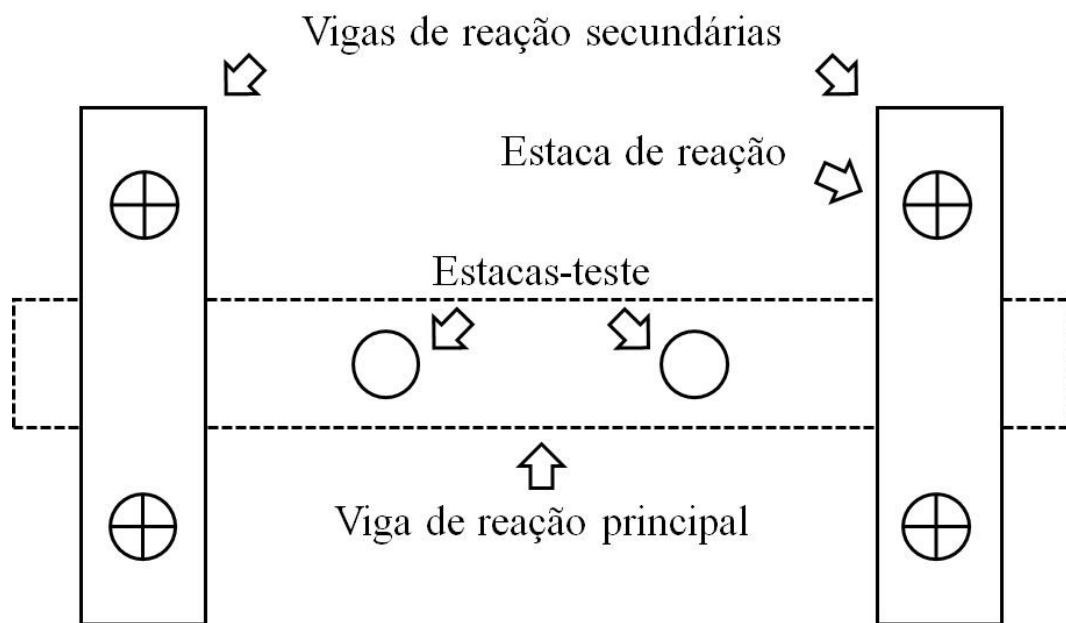 Vigas de reação secundárias
Estaca de reação
Estacas-teste
Viga de reação principal